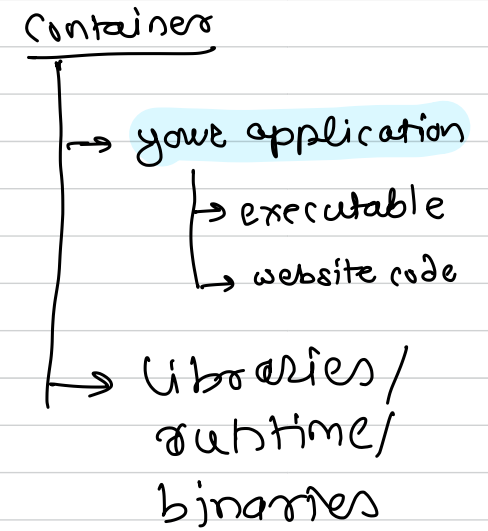 Container
your application
executable
website code
Libraries/
runtime/
binaries